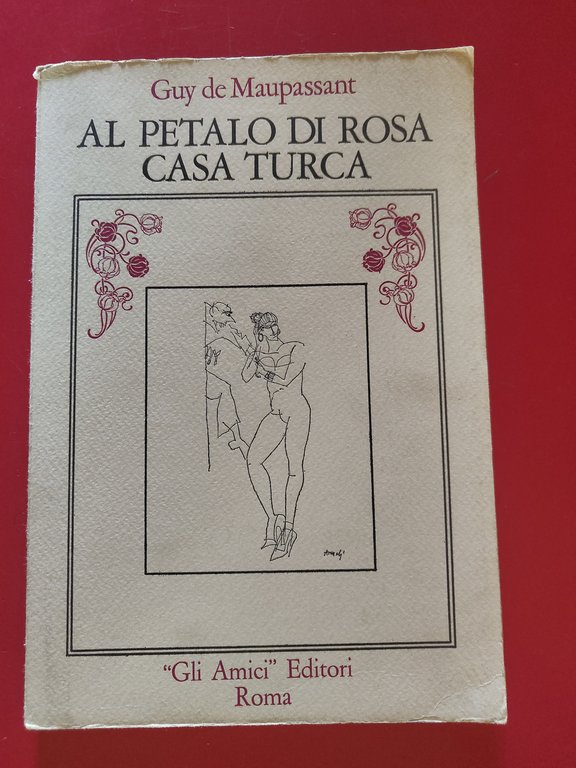 Guy de Maupassant
AL PETALO DI ROSA
CASA TURCA
"Gli Amici" Editori
Roma